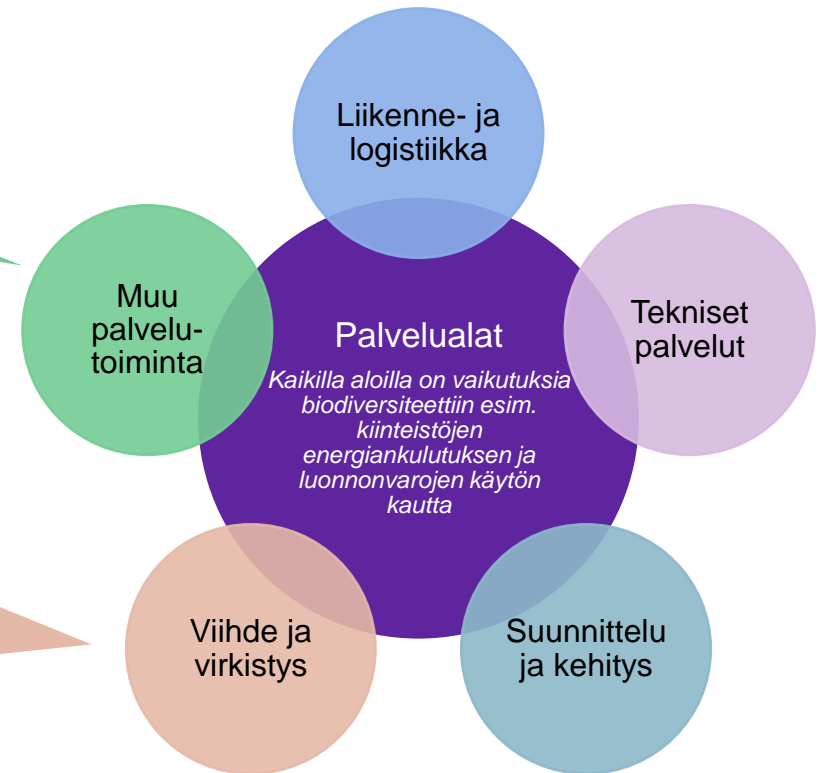 Liikenne- ja
logistiikka
Muu
palvelu-
toiminta
Palvelualat
Kaikilla aloilla on vaikutuksia
biodiversiteettiin esim.
kiinteistöjen
energiankulutuksen ja
luonnonvarojen käytön
kautta
Tekniset
palvelut
Viihde ja
virkistys
Suunnittelu
ja kehitys